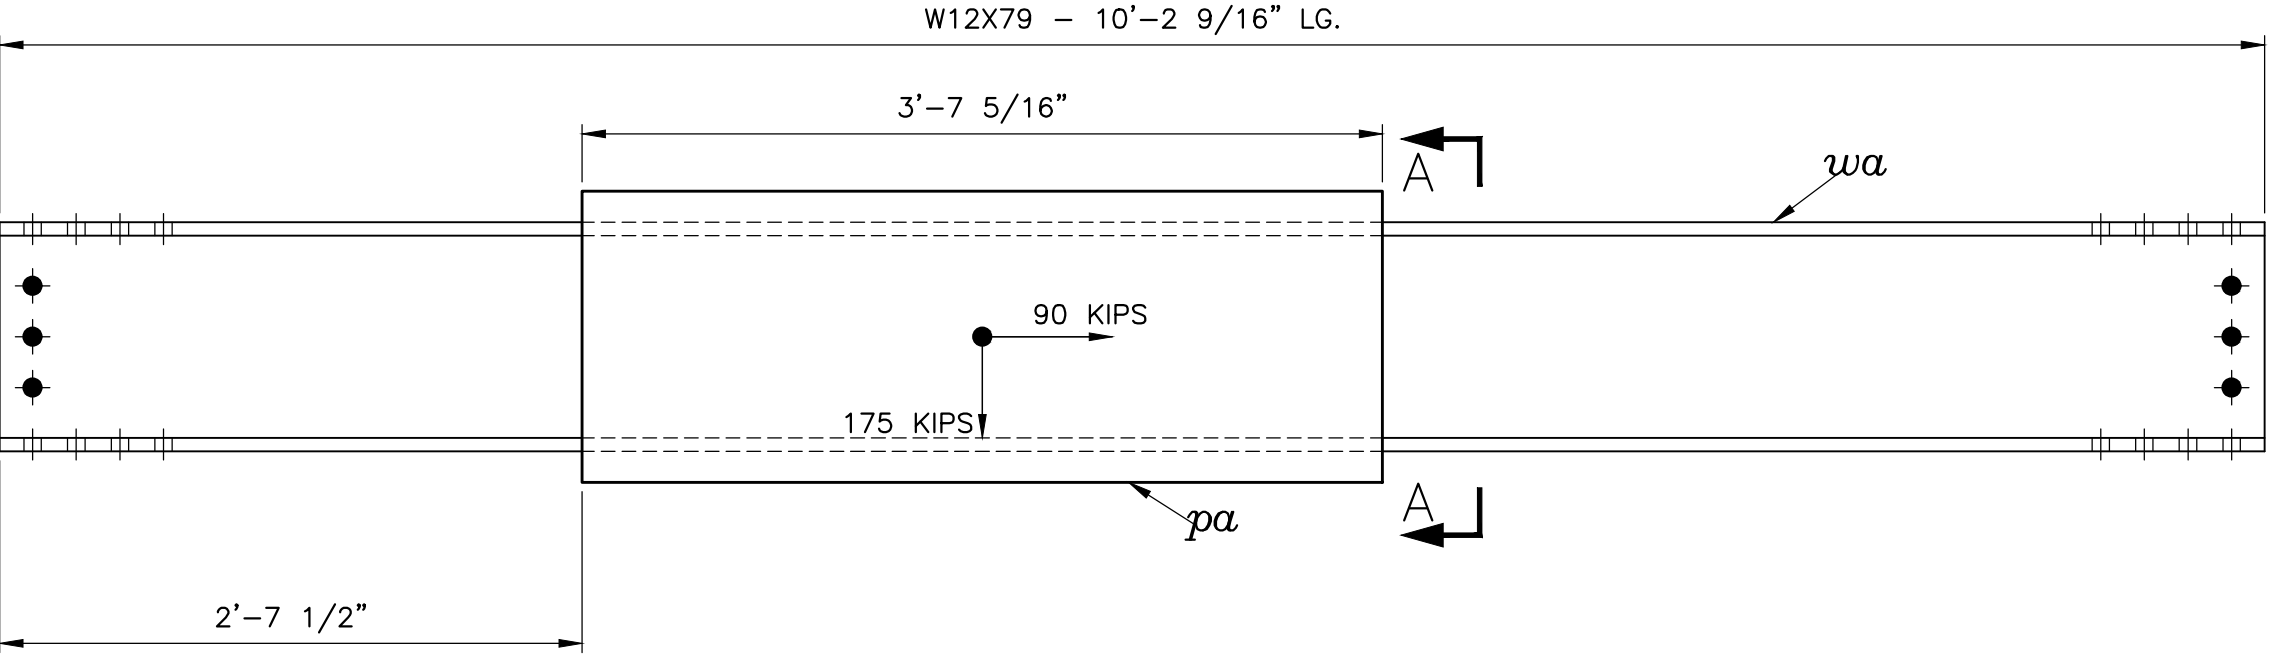 W12X79 – 10’–2 9/16” LG.
3’–7 5/16”
A
wa
90 KIPS
175 KIPS
A
pa
2’–7 1/2”